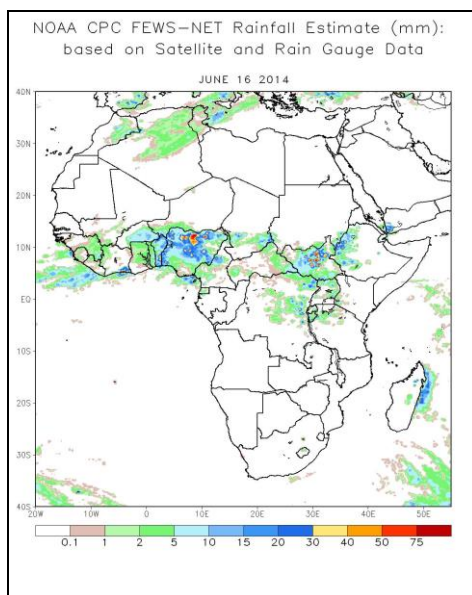 NOAA CPC FEWS-NET Rainfall Estimate (mm):
based on Satellite and Rain Gauge Data
JUNE 16 2014
40N
30N
20N
10N
EQ
10S
20S
30S
40S
20W 10W 0 10E 20E 30E 40E 50E
0.1 1 2 5 10 15 20 30 40 50 75